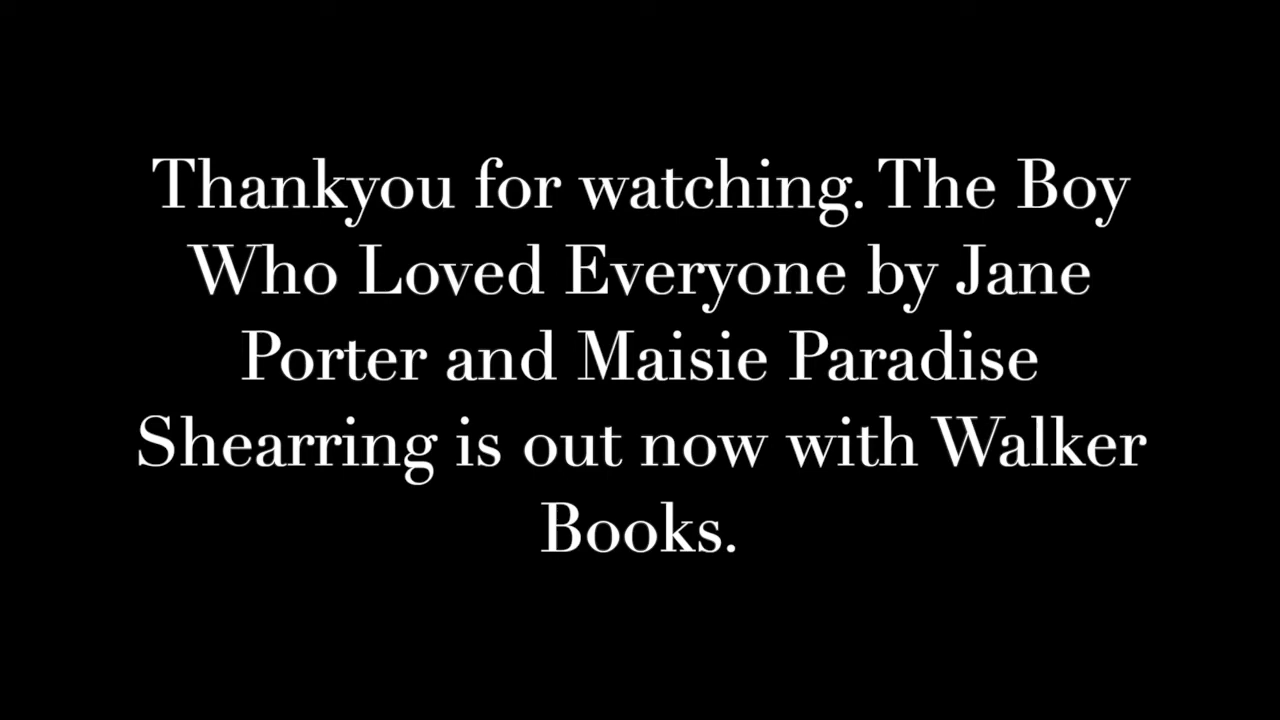 Thankyou for watching. The Boy
Who Loved Everyone by Jane
Porter and Maisie Paradise
Shearring is out now with Walker
Books.